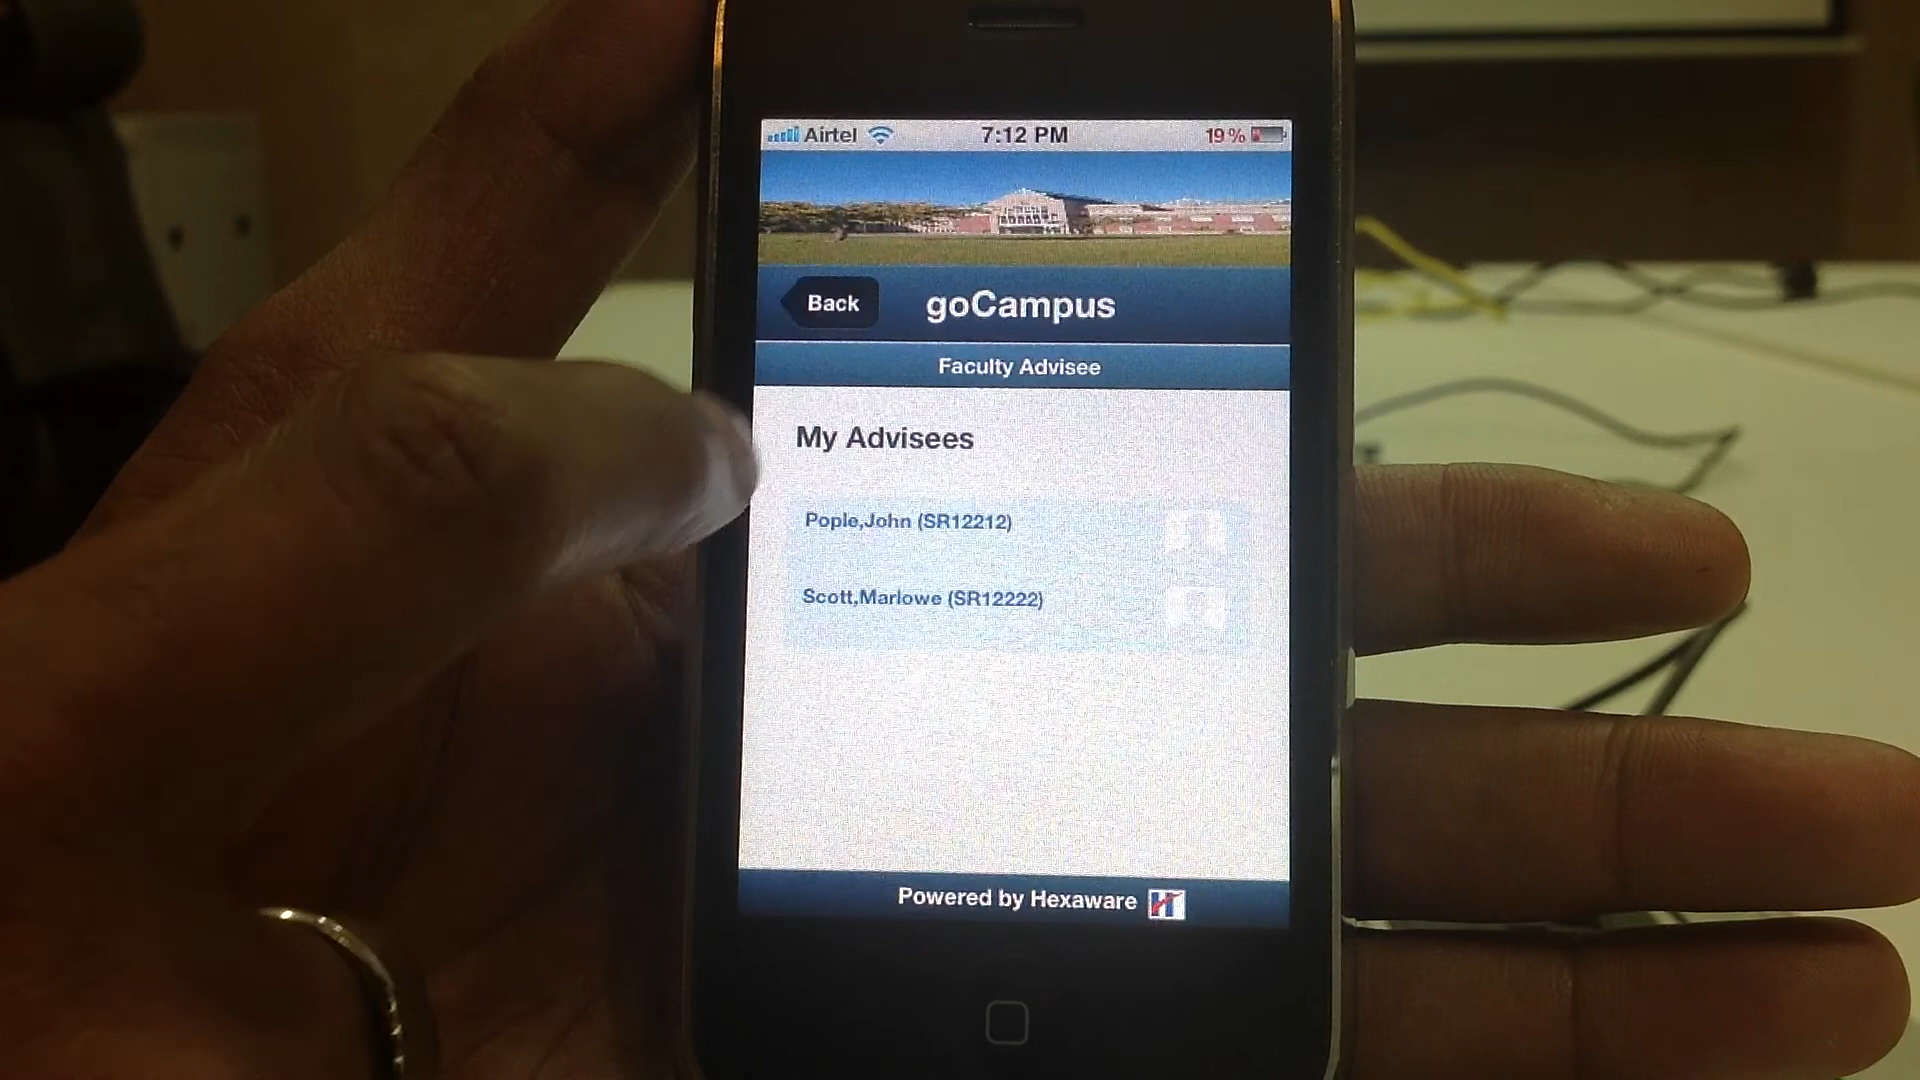 Airtel 7:12 PM 19%
Back goCampus
Faculty Advisee
My Advisees
Pople,John (SR12212)
Scott,Marlowe (SR12222)
Powered by Hexaware H